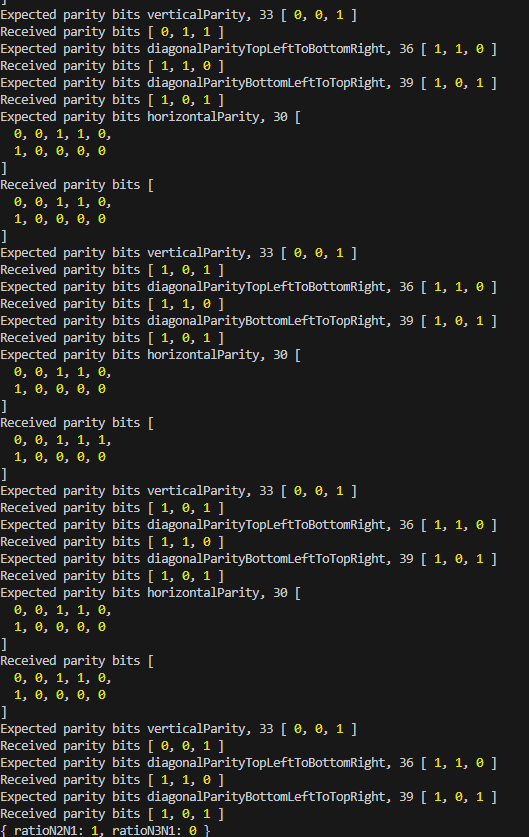 ]
Expected parity bits verticalParity, 33 [ 0, 0, 1 ]
Received parity bits [ 0, 1, 1 ]
Expected parity bits diagonalParityTopLeftToBottomRight, 36 [ 1, 1, 0 ]
Received parity bits [ 1, 1, 0 ]
Expected parity bits diagonalParityBottomLeftToTopRight, 39 [ 1, 0, 1 ]
Received parity bits [ 1, 0, 1 ]
Expected parity bits horizontalParity, 30 [
  0, 0, 1, 1, 0,
  1, 0, 0, 0, 0
]
Received parity bits [
  0, 0, 1, 1, 0,
  1, 0, 0, 0, 0
]
Expected parity bits verticalParity, 33 [ 0, 0, 1 ]
Received parity bits [ 1, 0, 1 ]
Expected parity bits diagonalParityTopLeftToBottomRight, 36 [ 1, 1, 0 ]
Received parity bits [ 1, 1, 0 ]
Expected parity bits diagonalParityBottomLeftToTopRight, 39 [ 1, 0, 1 ]
Received parity bits [ 1, 0, 1 ]
Expected parity bits horizontalParity, 30 [
  0, 0, 1, 1, 0,
  1, 0, 0, 0, 0
]
Received parity bits [
  0, 0, 1, 1, 1,
  1, 0, 0, 0, 0
]
Expected parity bits verticalParity, 33 [ 0, 0, 1 ]
Received parity bits [ 1, 0, 1 ]
Expected parity bits diagonalParityTopLeftToBottomRight, 36 [ 1, 1, 0 ]
Received parity bits [ 1, 1, 0 ]
Expected parity bits diagonalParityBottomLeftToTopRight, 39 [ 1, 0, 1 ]
Received parity bits [ 1, 0, 1 ]
Expected parity bits horizontalParity, 30 [
  0, 0, 1, 1, 0,
  1, 0, 0, 0, 0
]
Received parity bits [
  0, 0, 1, 1, 0,
  1, 0, 0, 0, 0
]
Expected parity bits verticalParity, 33 [ 0, 0, 1 ]
Received parity bits [ 0, 0, 1 ]
Expected parity bits diagonalParityTopLeftToBottomRight, 36 [ 1, 1, 0 ]
Received parity bits [ 1, 1, 0 ]
Expected parity bits diagonalParityBottomLeftToTopRight, 39 [ 1, 0, 1 ]
Received parity bits [ 1, 0, 1 ]
{ ratioN2N1: 1, ratioN3N1: 0 }